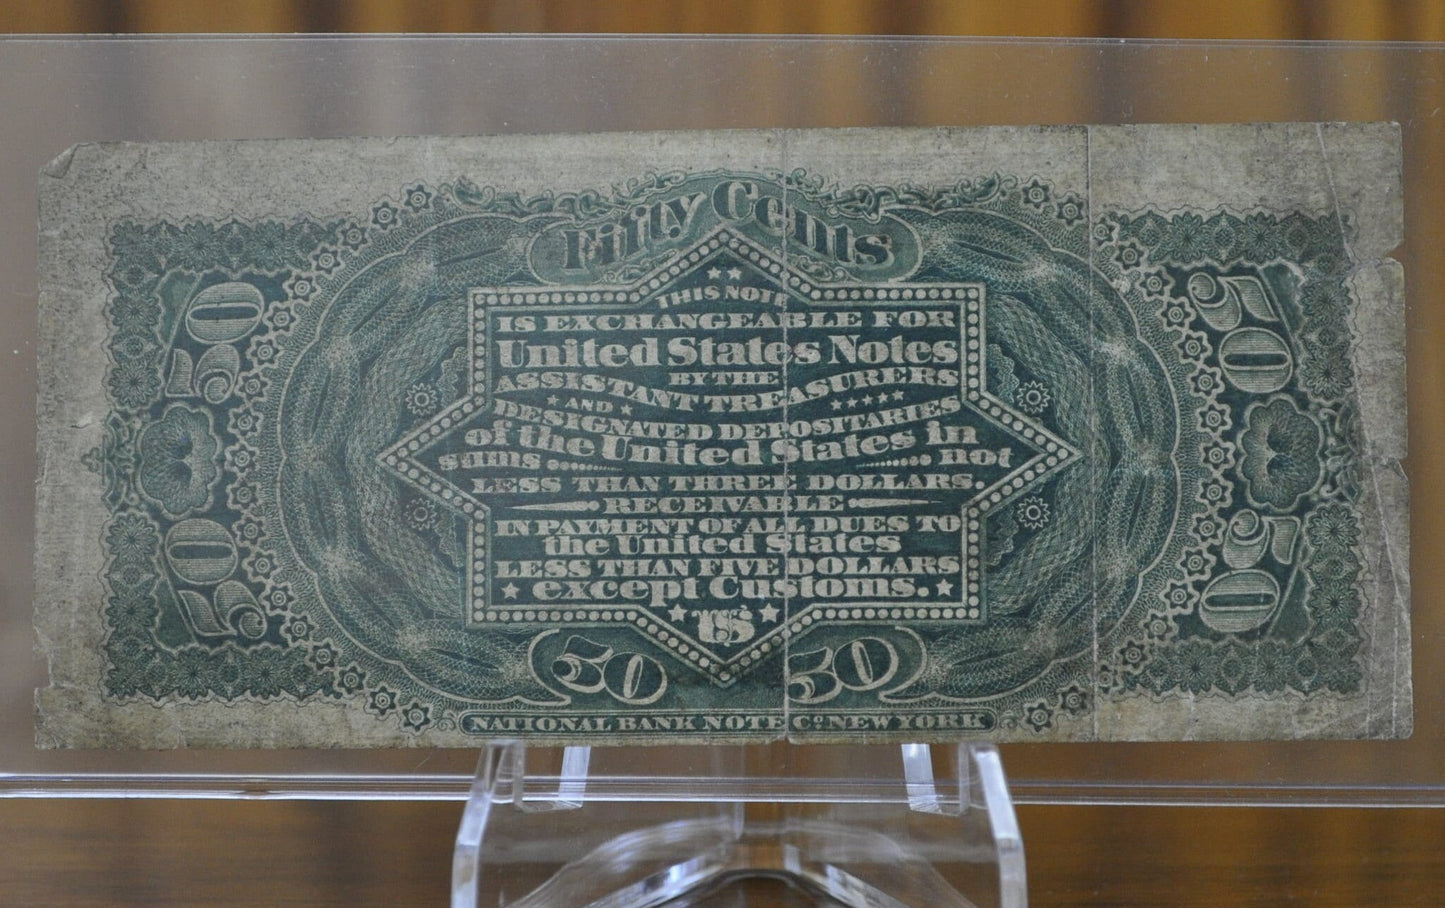 Fifty Cents
THIS NOTE
IS EXCHANGEABLE FOR
United States Notes
BY THE
ASSISTANT TREASURERS
AND
DESIGNATED DEPOSITARIES
of the United States in
sums not
LESS THAN THREE DOLLARS.
RECEIVABLE
IN PAYMENT OF ALL DUES TO
the United States
LESS THAN FIVE DOLLARS
except Customs.
US
50 50
50 50
50 50
NATIONAL BANK NOTE Co. NEW YORK